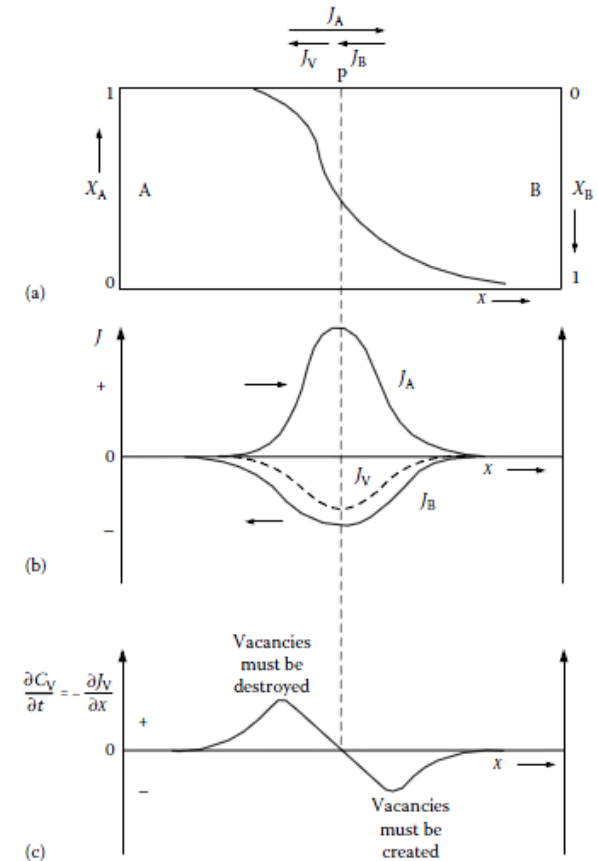 J_A
J_V J_B
P
1 0
X_A A B X_B
0 1
(a) x
J
+
J_A
0
x
J_V
J_B
–
(b)
Vacancies
must be
destroyed
∂C_V/∂t = – ∂J_V/∂x
+
0
x
–
Vacancies
must be
(c) created